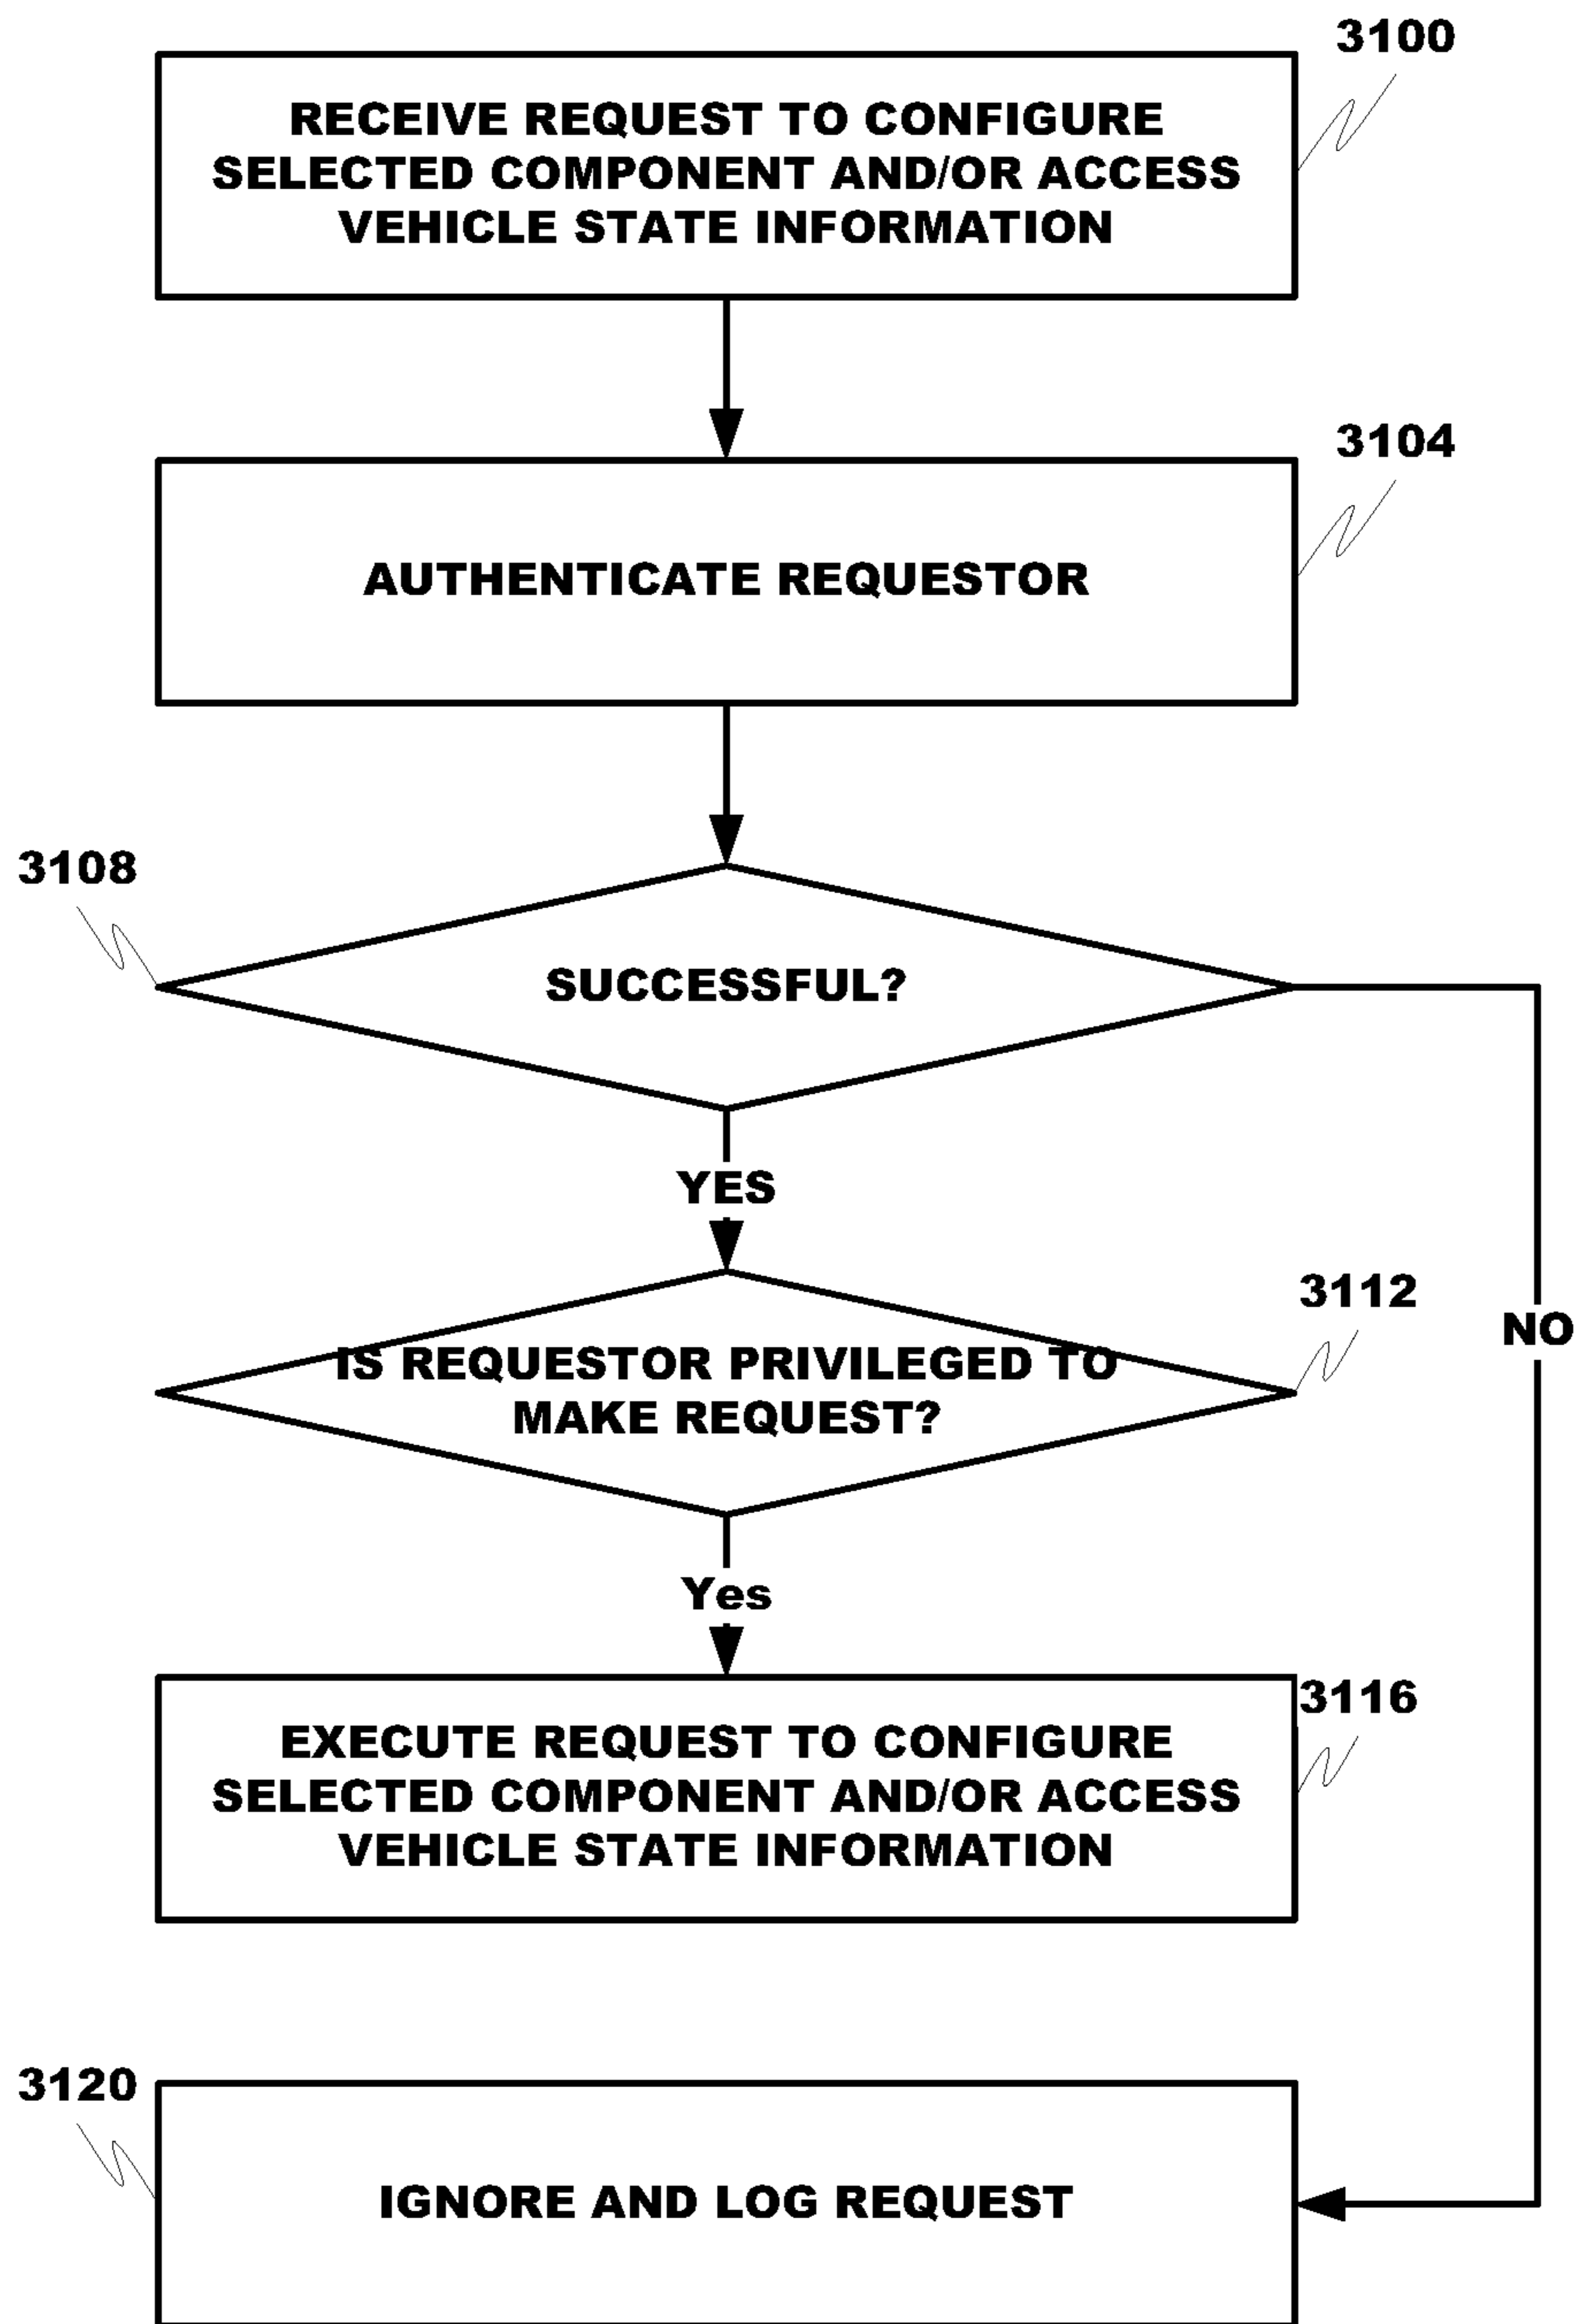 3100
RECEIVE REQUEST TO CONFIGURE
SELECTED COMPONENT AND/OR ACCESS
VEHICLE STATE INFORMATION
3104
AUTHENTICATE REQUESTOR
3108
SUCCESSFUL?
YES
3112
NO
IS REQUESTOR PRIVILEGED TO
MAKE REQUEST?
Yes
3116
EXECUTE REQUEST TO CONFIGURE
SELECTED COMPONENT AND/OR ACCESS
VEHICLE STATE INFORMATION
3120
IGNORE AND LOG REQUEST